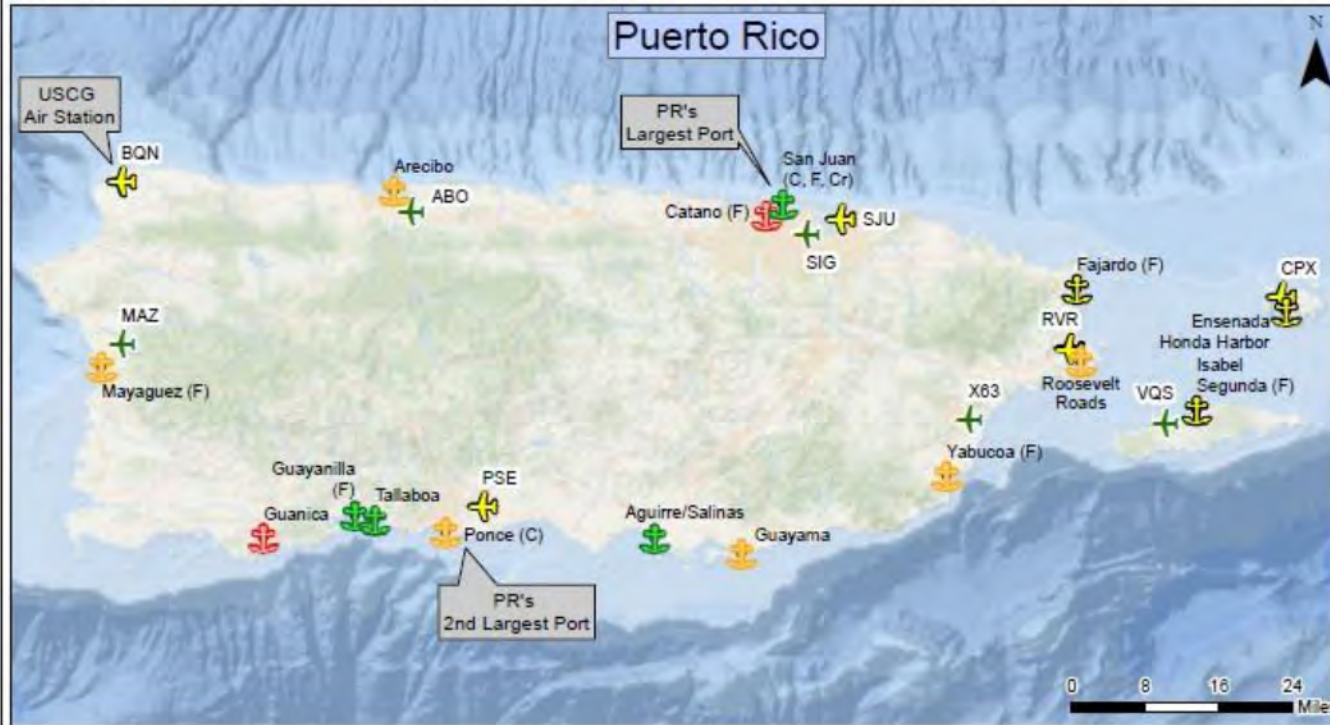 Puerto Rico
N
USCG
Air Station
BQN
PR's
Largest Port
Arecibo
ABO
San Juan
(C, F, Cr)
Catano (F)
SJU
SIG
Fajardo (F)
CPX
RVR
Ensenada
Honda Harbor
MAZ
Mayaguez (F)
Isabel
Segunda (F)
Roosevelt
Roads
X63
VQS
Yabucoa (F)
Guayanilla
(F)
Tallaboa
PSE
Guanica
Ponce (C)
Aguirre/Salinas
Guayama
PR's
2nd Largest Port
0 8 16 24
Mile